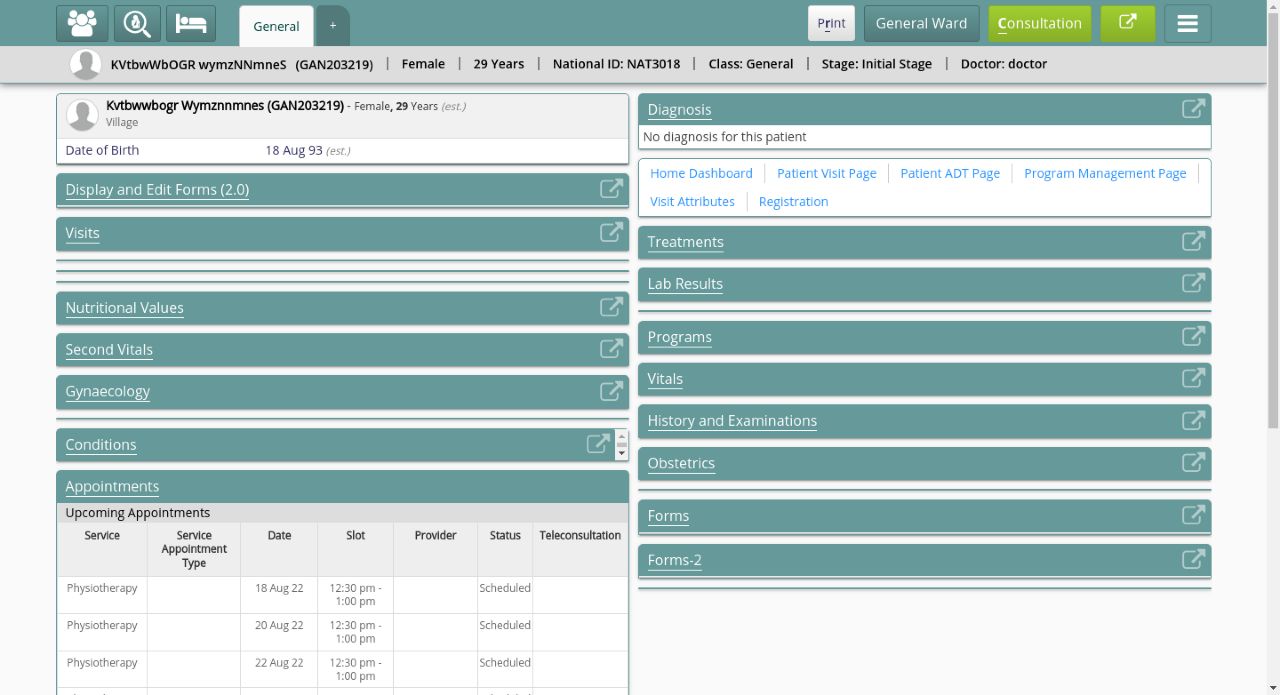 General
+
Print
General Ward
Consultation
KVtbwWbOGR wymzNNmneS (GAN203219) | Female | 29 Years | National ID: NAT3018 | Class: General | Stage: Initial Stage | Doctor: doctor
Kvtbwwbogr Wymznnmnes (GAN203219) - Female, 29 Years (est.)
Village
Date of Birth 18 Aug 93 (est.)
Display and Edit Forms (2.0)
Visits
Nutritional Values
Second Vitals
Gynaecology
Conditions
Appointments
Upcoming Appointments
Service Service Appointment Type Date Slot Provider Status Teleconsultation
Physiotherapy 18 Aug 22 12:30 pm - 1:00 pm Scheduled
Physiotherapy 20 Aug 22 12:30 pm - 1:00 pm Scheduled
Physiotherapy 22 Aug 22 12:30 pm - 1:00 pm Scheduled
Diagnosis
No diagnosis for this patient
Home Dashboard Patient Visit Page Patient ADT Page Program Management Page
Visit Attributes Registration
Treatments
Lab Results
Programs
Vitals
History and Examinations
Obstetrics
Forms
Forms-2